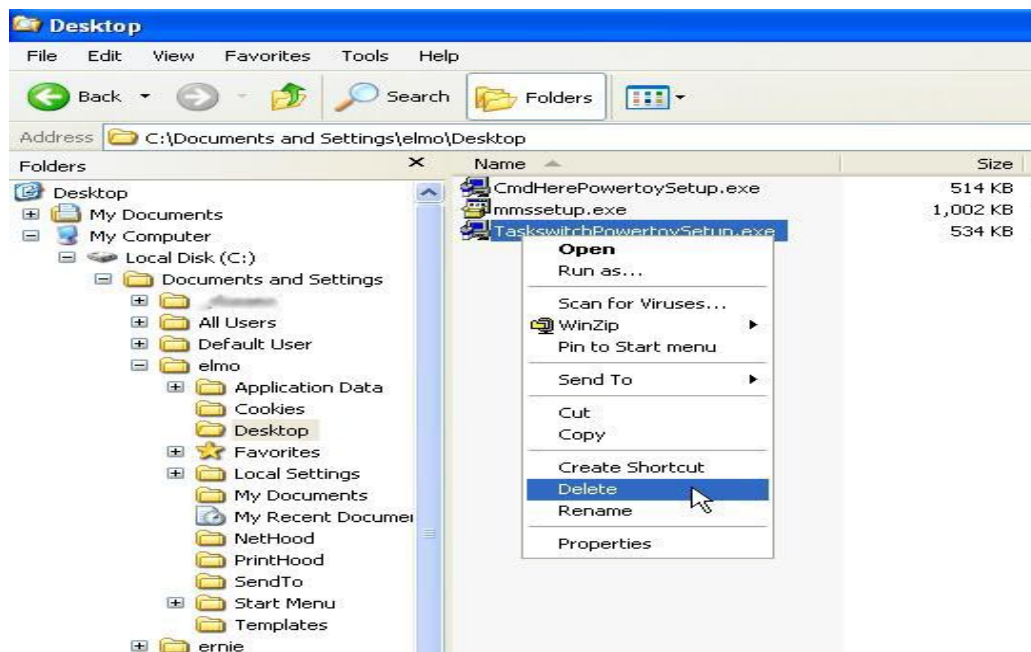 Desktop
File Edit View Favorites Tools Help
Back Search Folders
Address C:\Documents and Settings\elmo\Desktop
Folders
Name Size
Desktop
My Documents
My Computer
Local Disk (C:)
Documents and Settings
All Users
Default User
elmo
Application Data
Cookies
Desktop
Favorites
Local Settings
My Documents
My Recent Documer
NetHood
PrintHood
SendTo
Start Menu
Templates
ernie
CmdHerePowertoySetup.exe 514 KB
mmssetup.exe 1,002 KB
TaskswitchPowertoySetup.exe 534 KB
Open
Run as...
Scan for Viruses...
WinZip
Pin to Start menu
Send To
Cut
Copy
Create Shortcut
Delete
Rename
Properties